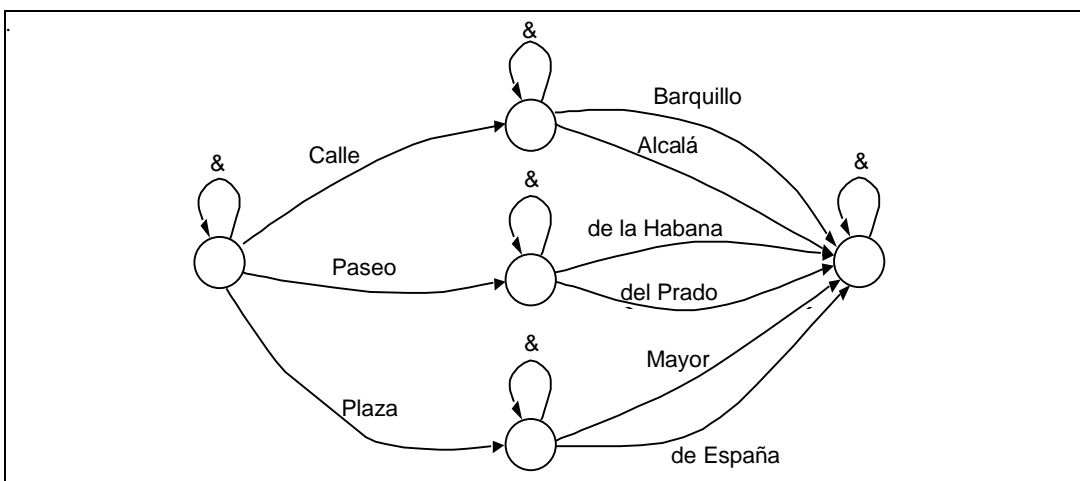 &
Barquillo
Calle
Alcalá
&
&
&
de la Habana
Paseo
del Prado
&
Mayor
Plaza
de España